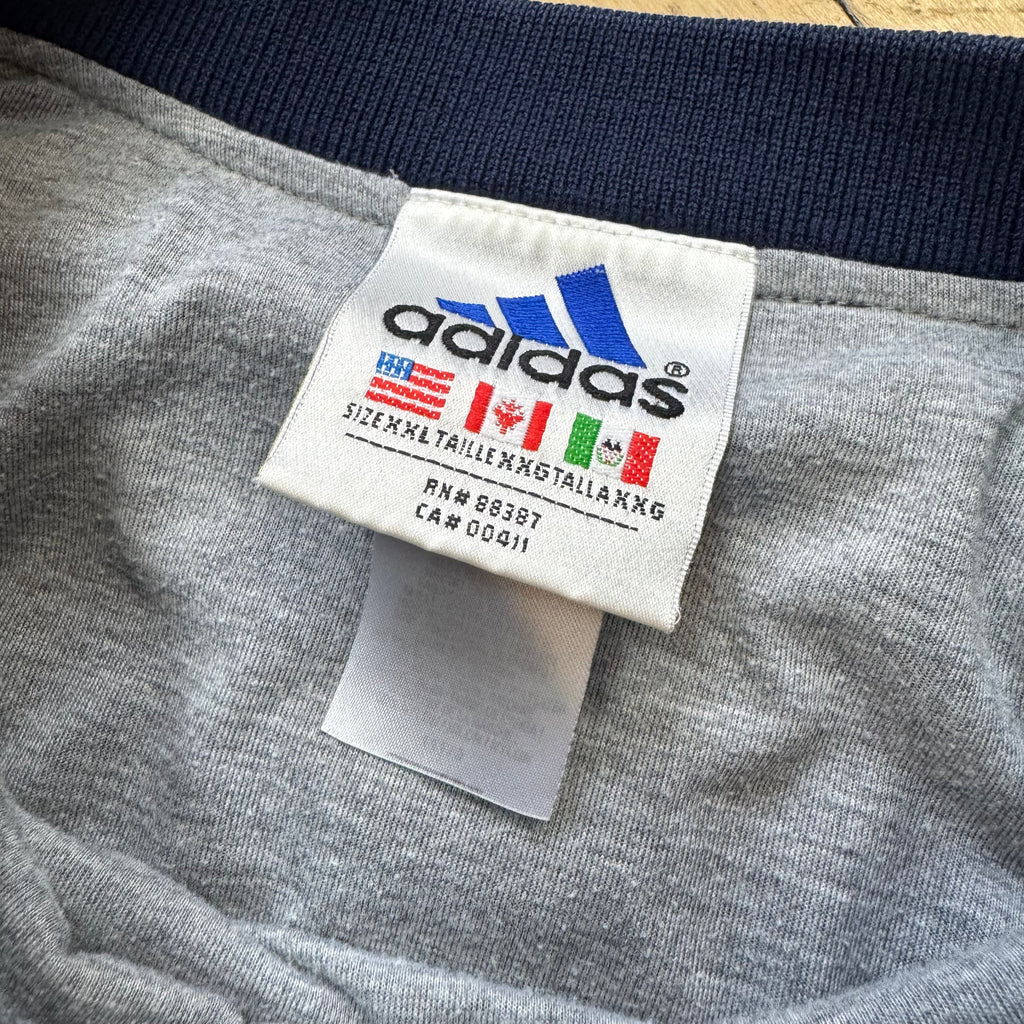 adidas®
SIZE XXL TAILLE XXG TALLA XXG
RN# 88387
CA# 00411